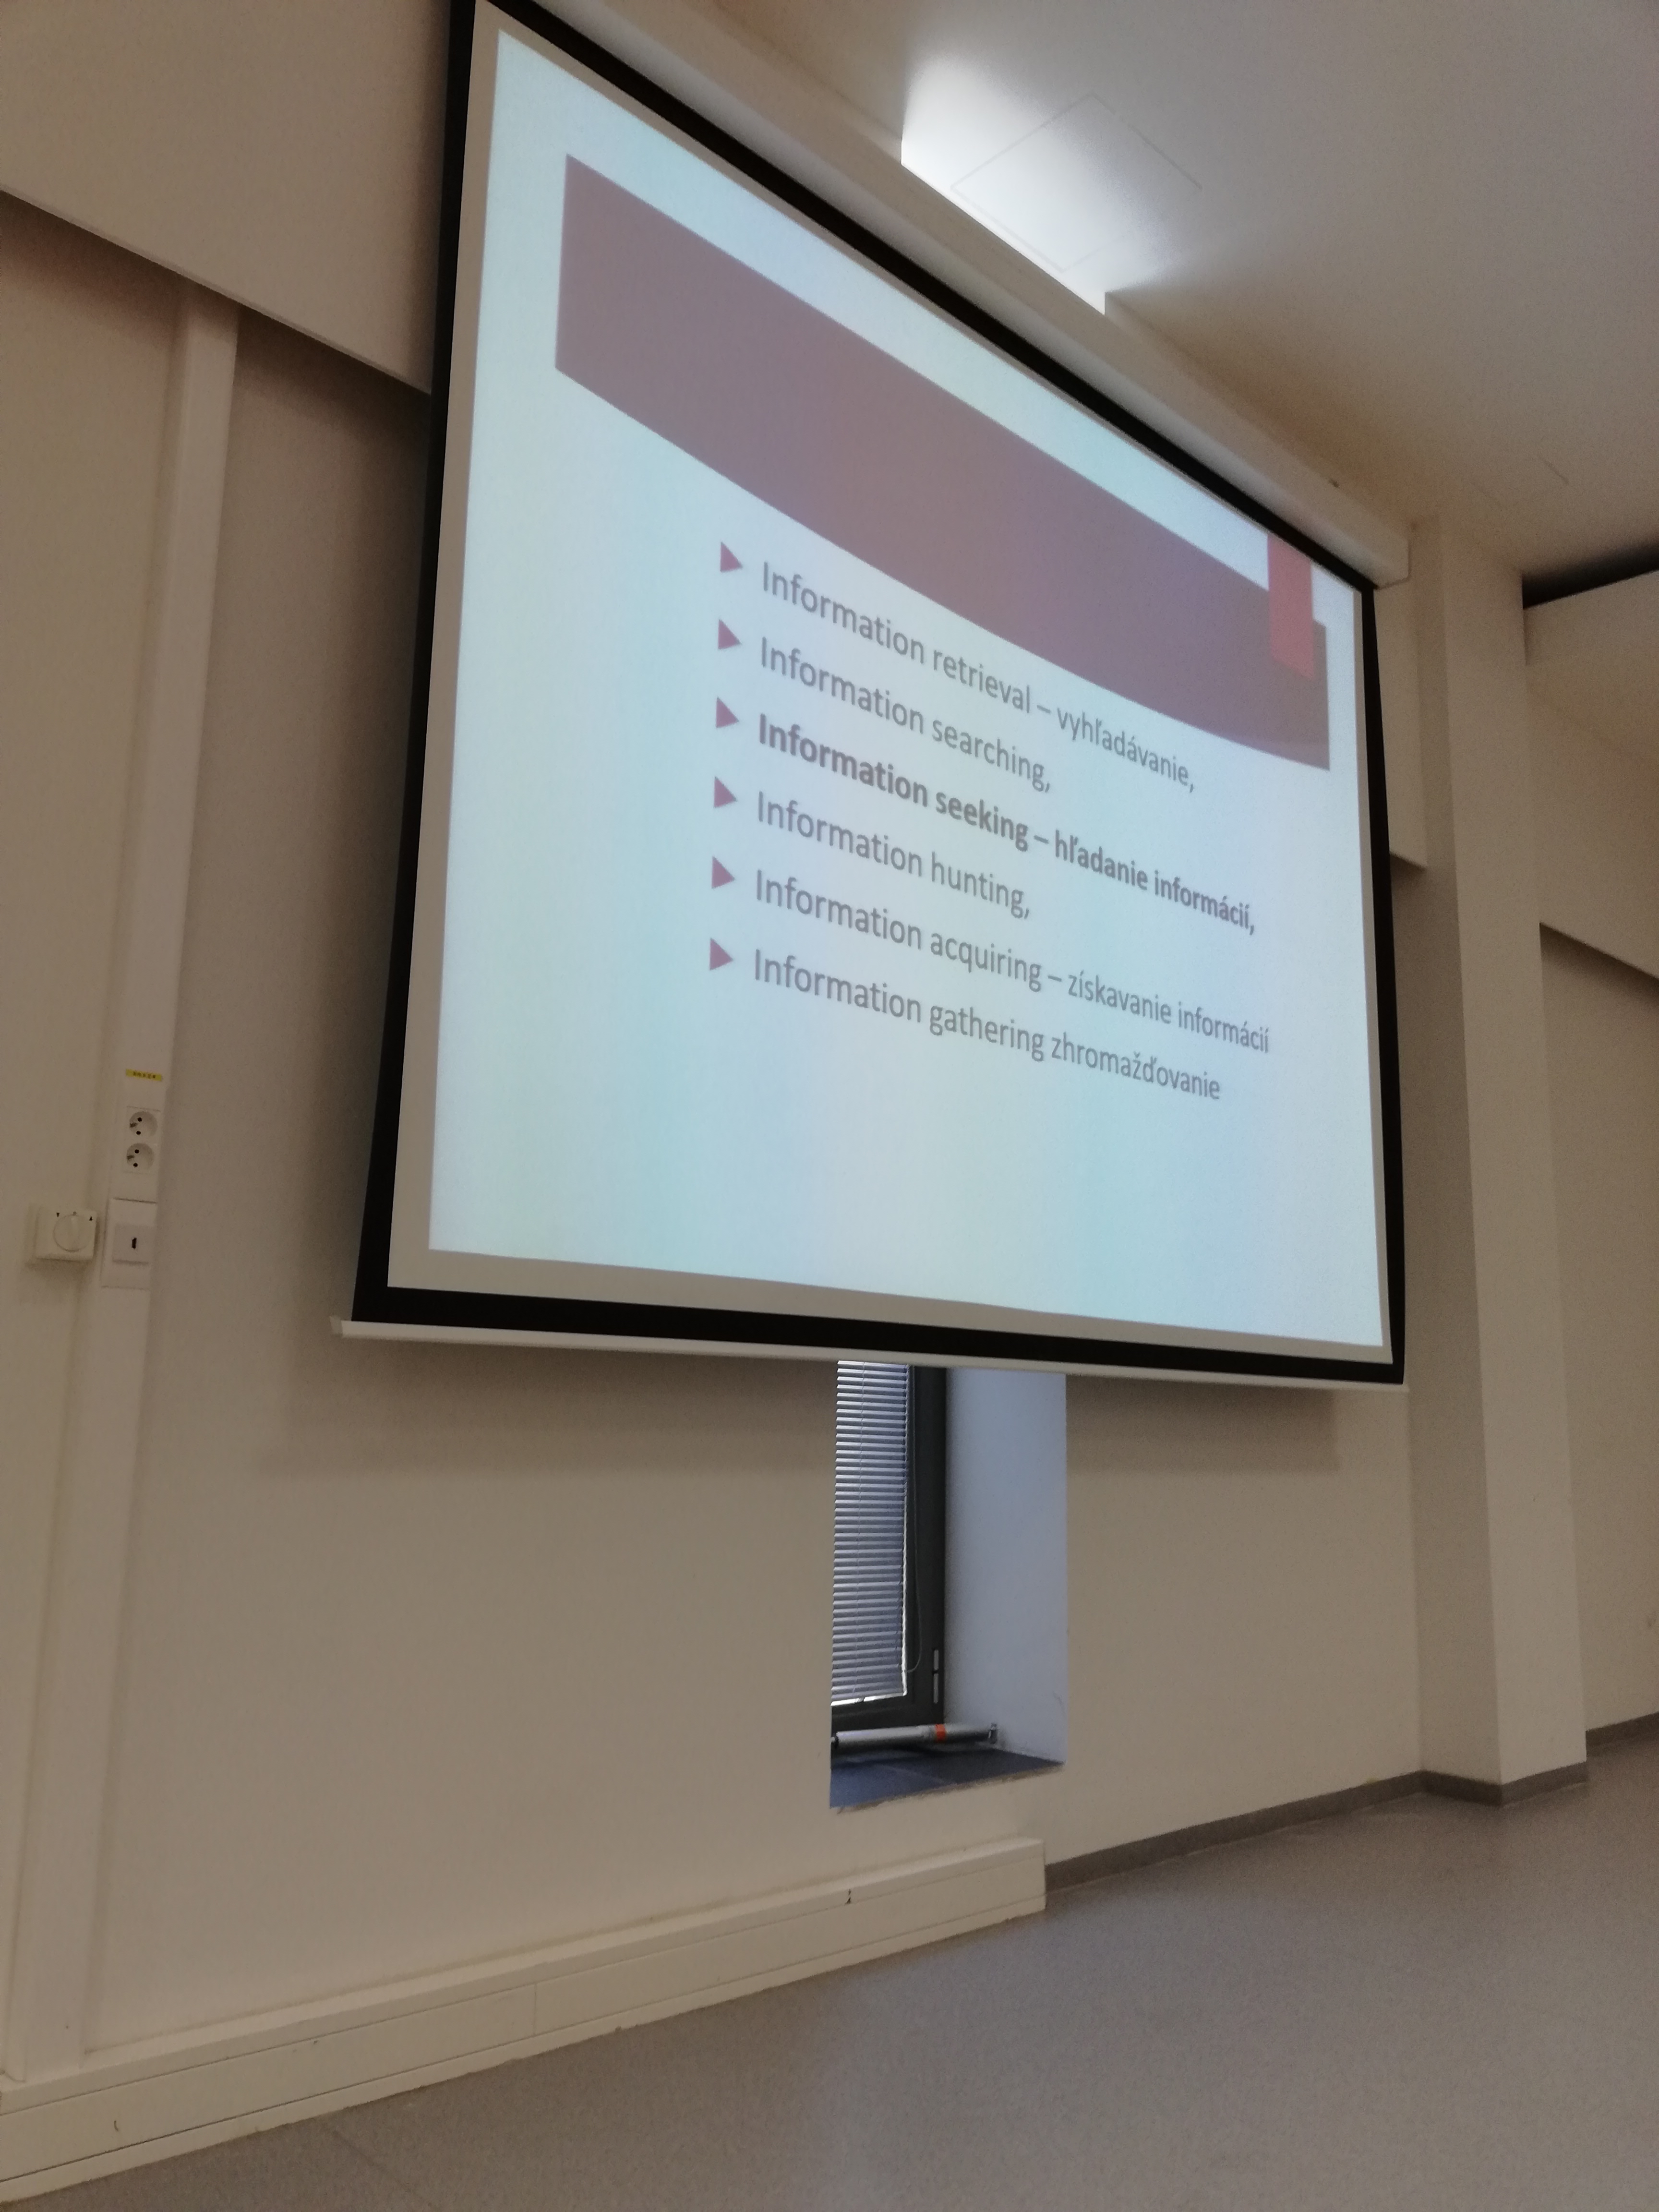 Information retrieval – vyhľadávanie,
Information searching,
Information seeking – hľadanie informácií,
Information hunting,
Information acquiring – získavanie informácií
Information gathering zhromažďovanie